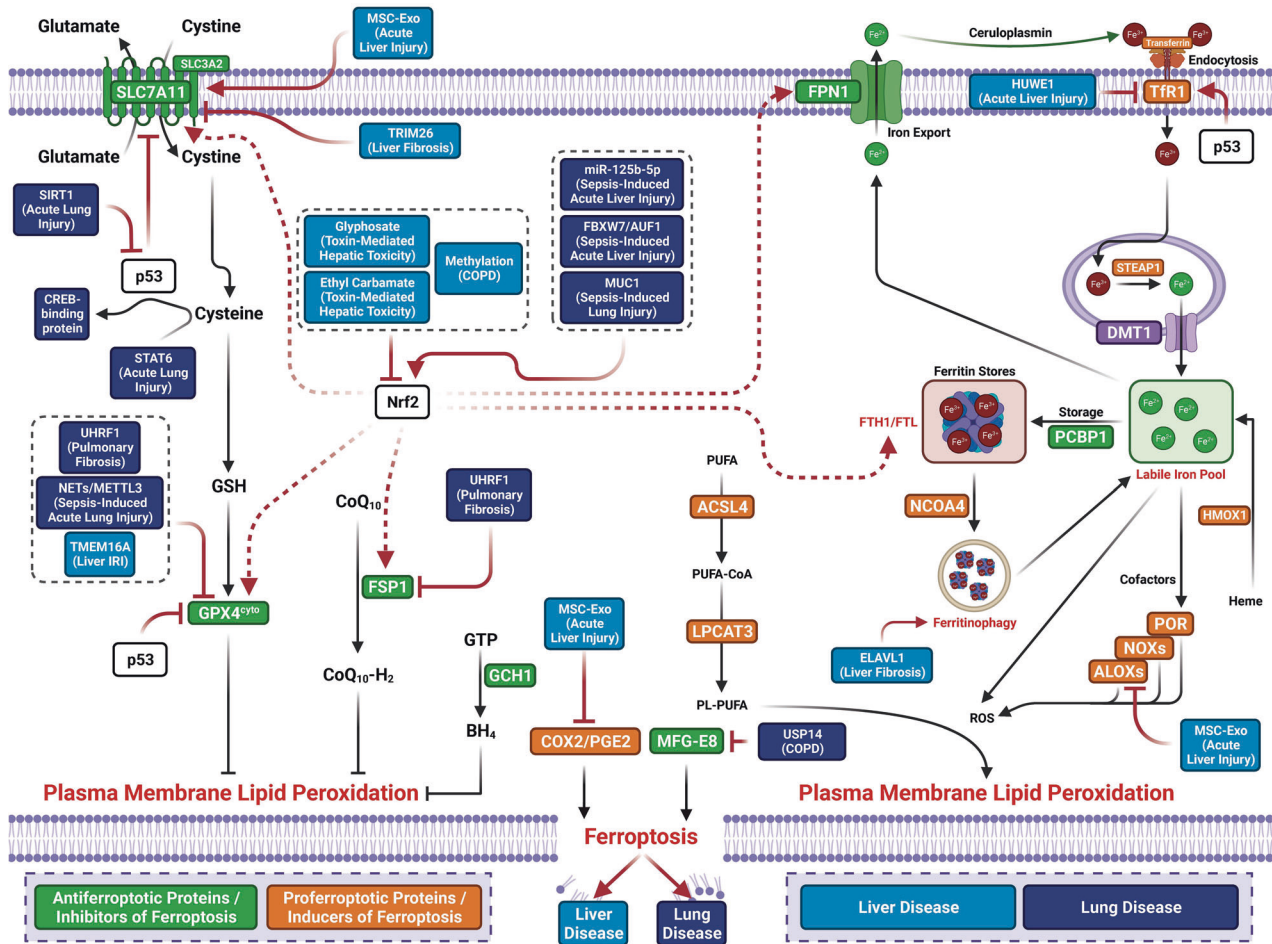 Glutamate
Cystine
SLC3A2
SLC7A11
Glutamate
Cystine
MSC-Exo
(Acute
Liver Injury)
TRIM26
(Liver Fibrosis)
SIRT1
(Acute Lung
Injury)
p53
CREB-
binding
protein
Cysteine
STAT6
(Acute Lung
Injury)
UHRF1
(Pulmonary
Fibrosis)
NETs/METTL3
(Sepsis-Induced
Acute Lung Injury)
TMEM16A
(Liver IRI)
GSH
GPX4cyto
p53
Glyphosate
(Toxin-Mediated
Hepatic Toxicity)
Ethyl Carbamate
(Toxin-Mediated
Hepatic Toxicity)
Methylation
(COPD)
miR-125b-5p
(Sepsis-Induced
Acute Liver Injury)
FBXW7/AUF1
(Sepsis-Induced
Acute Liver Injury)
MUC1
(Sepsis-Induced
Lung Injury)
Nrf2
CoQ10
FSP1
UHRF1
(Pulmonary
Fibrosis)
CoQ10-H2
GTP
GCH1
BH4
MSC-Exo
(Acute
Liver Injury)
COX2/PGE2
MFG-E8
USP14
(COPD)
PUFA
ACSL4
PUFA-CoA
LPCAT3
PL-PUFA
Fe2+
Ceruloplasmin
Fe3+
Transferrin
Fe3+
Endocytosis
FPN1
Iron Export
Fe2+
HUWE1
(Acute Liver Injury)
TfR1
p53
Fe3+
STEAP1
Fe3+
Fe2+
DMT1
Ferritin Stores
Fe3+
Fe3+
Fe3+
Fe3+
FTH1/FTL
Storage
PCBP1
Fe2+
Fe2+
Fe2+
Fe2+
Labile Iron Pool
NCOA4
Ferritinophagy
ELAVL1
(Liver Fibrosis)
HMOX1
Heme
Cofactors
POR
NOXs
ALOXs
ROS
MSC-Exo
(Acute
Liver Injury)
Plasma Membrane Lipid Peroxidation
Plasma Membrane Lipid Peroxidation
Ferroptosis
Liver
Disease
Lung
Disease
Antiferroptotic Proteins /
Inhibitors of Ferroptosis
Proferroptotic Proteins /
Inducers of Ferroptosis
Liver Disease
Lung Disease